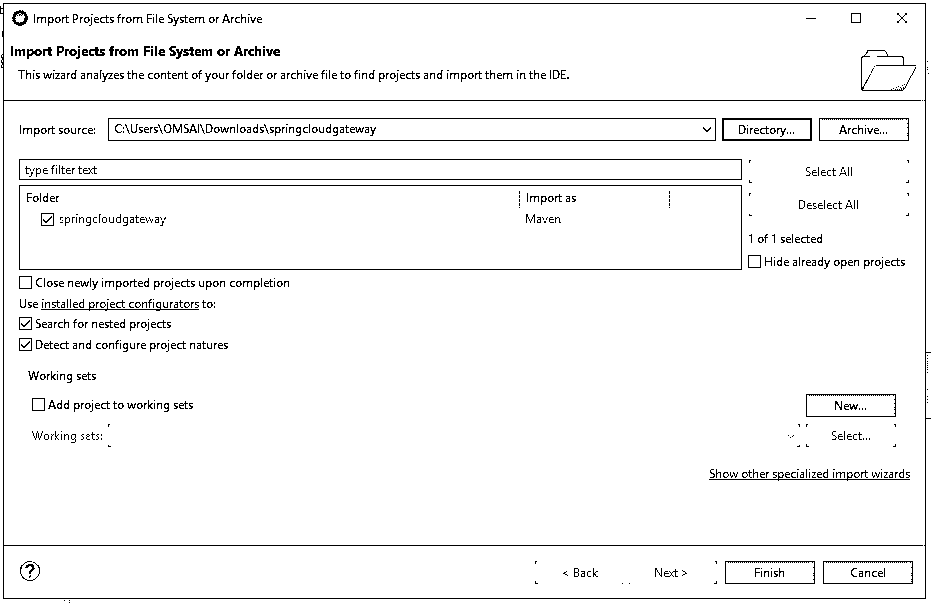 Import Projects from File System or Archive
Import Projects from File System or Archive
This wizard analyzes the content of your folder or archive file to find projects and import them in the IDE.
Import source: C:\Users\OMSAI\Downloads\springcloudgateway Directory... Archive...
type filter text Select All
Folder Import as Deselect All
springcloudgateway Maven
1 of 1 selected
Hide already open projects
Close newly imported projects upon completion
Use installed project configurators to:
Search for nested projects
Detect and configure project natures
Working sets
Add project to working sets New...
Working sets: Select...
Show other specialized import wizards
? < Back Next > Finish Cancel